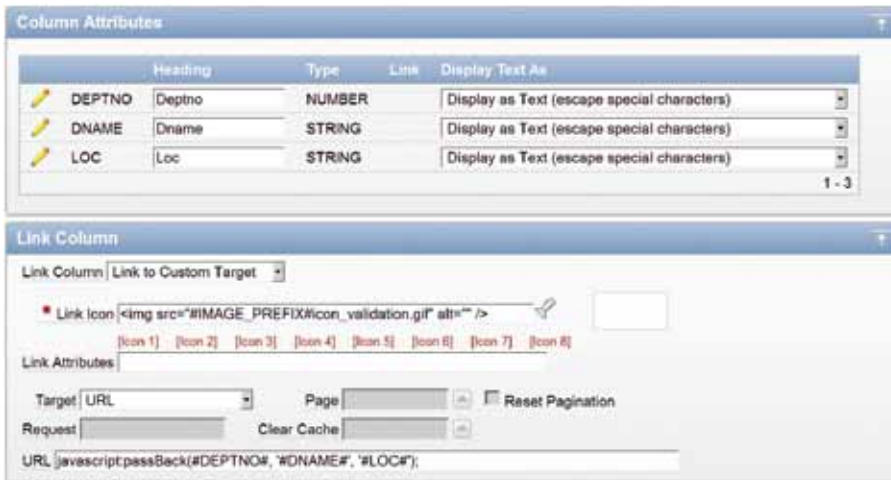 Column Attributes
Heading Type Link Display Text As
DEPTNO Deptno NUMBER Display as Text (escape special characters)
DNAME Dname STRING Display as Text (escape special characters)
LOC Loc STRING Display as Text (escape special characters)
1 - 3
Link Column
Link Column Link to Custom Target
* Link Icon <img src="#IMAGE_PREFIX#icon_validation.gif" alt="" />
[Icon 1] [Icon 2] [Icon 3] [Icon 4] [Icon 5] [Icon 6] [Icon 7] [Icon 8]
Link Attributes
Target URL Page Reset Pagination
Request Clear Cache
URL javascript:passBack(#DEPTNO#, '#DNAME#', '#LOC#');